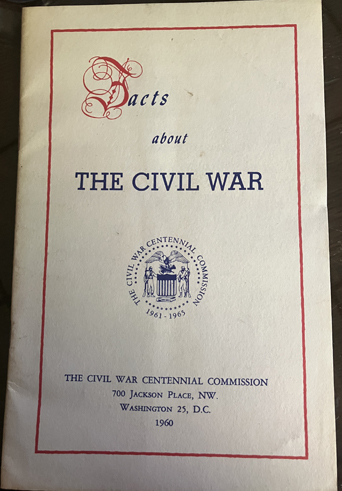 Facts
about
THE CIVIL WAR
THE CIVIL WAR CENTENNIAL COMMISSION
1961-1965
THE CIVIL WAR CENTENNIAL COMMISSION
700 JACKSON PLACE, NW.
WASHINGTON 25, D.C.
1960